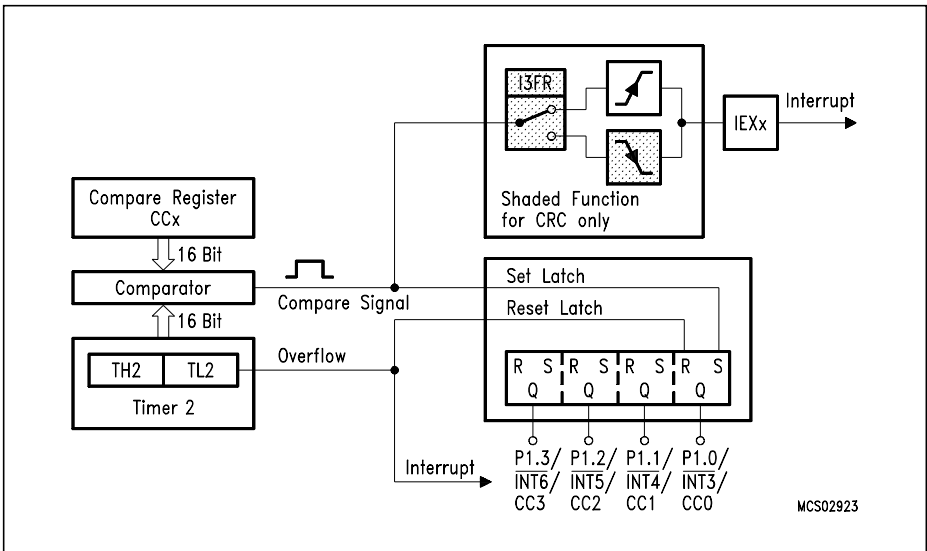 I3FR
IEXx
Interrupt
Shaded Function
for CRC only
Compare Register
CCx
16 Bit
Comparator
Compare Signal
16 Bit
TH2 TL2
Timer 2
Overflow
Set Latch
Reset Latch
R S R S R S R S
Q Q Q Q
Interrupt
P1.3/ P1.2/ P1.1/ P1.0/
INT6/ INT5/ INT4/ INT3/
CC3 CC2 CC1 CC0
MCS02923